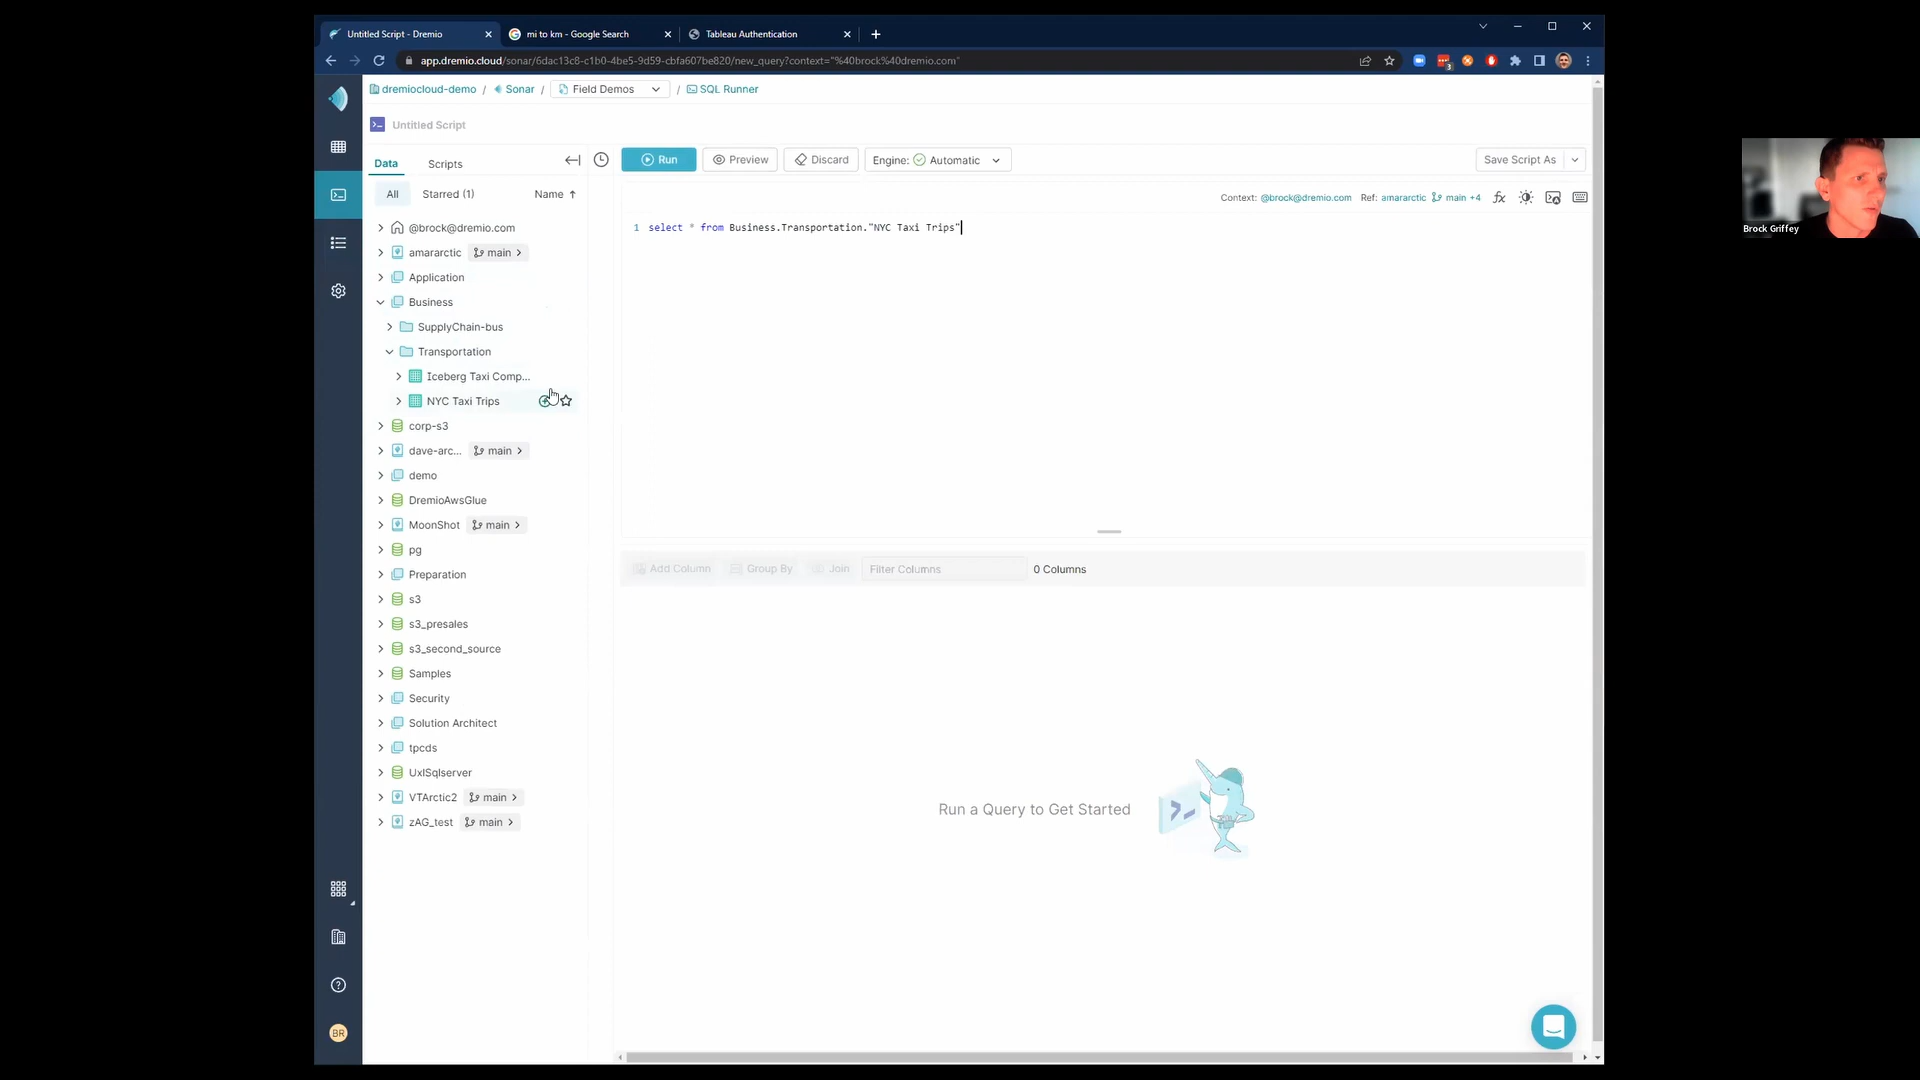 Untitled Script - Dremio
mi to km - Google Search
Tableau Authentication
app.dremio.cloud/sonar/6dac13c8-c1b0-4be5-9d59-cbfa607be820/new_query?context="%40brock%40dremio.com"
3
dremiocloud-demo / Sonar / Field Demos / SQL Runner
Untitled Script
Data Scripts
Run Preview Discard Engine: Automatic Save Script As
All Starred (1) Name
Context: @brock@dremio.com Ref: amararctic main +4
1 select * from Business.Transportation."NYC Taxi Trips"
@brock@dremio.com
amararctic main
Application
Business
SupplyChain-bus
Transportation
Iceberg Taxi Comp...
NYC Taxi Trips
corp-s3
dave-arc... main
demo
DremioAwsGlue
MoonShot main
pg
Preparation
s3
s3_presales
s3_second_source
Samples
Security
Solution Architect
tpcds
UxlSqlserver
VTArctic2 main
zAG_test main
Add Column Group By Join Filter Columns 0 Columns
Run a Query to Get Started
BR
Brock Griffey